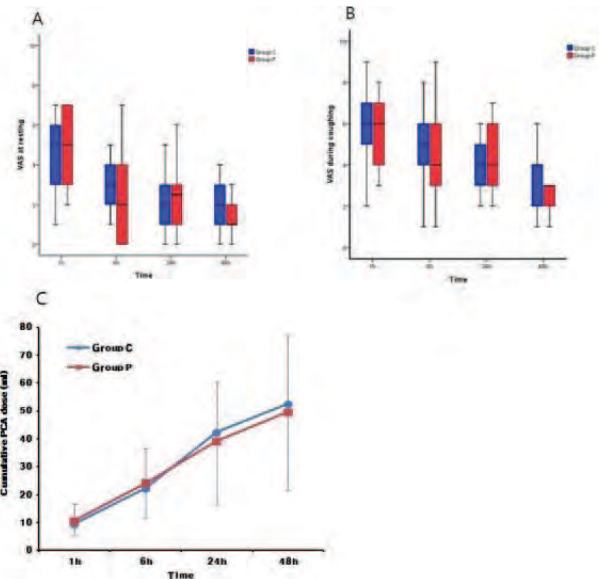 A
Group C
Group P
VAS at resting
Time
B
Group C
Group P
VAS during coughing
Time
C
80
70
60
50
40
30
20
10
0
Group C
Group P
Cumulative PCA dose (ml)
1h
6h
24h
48h
Time